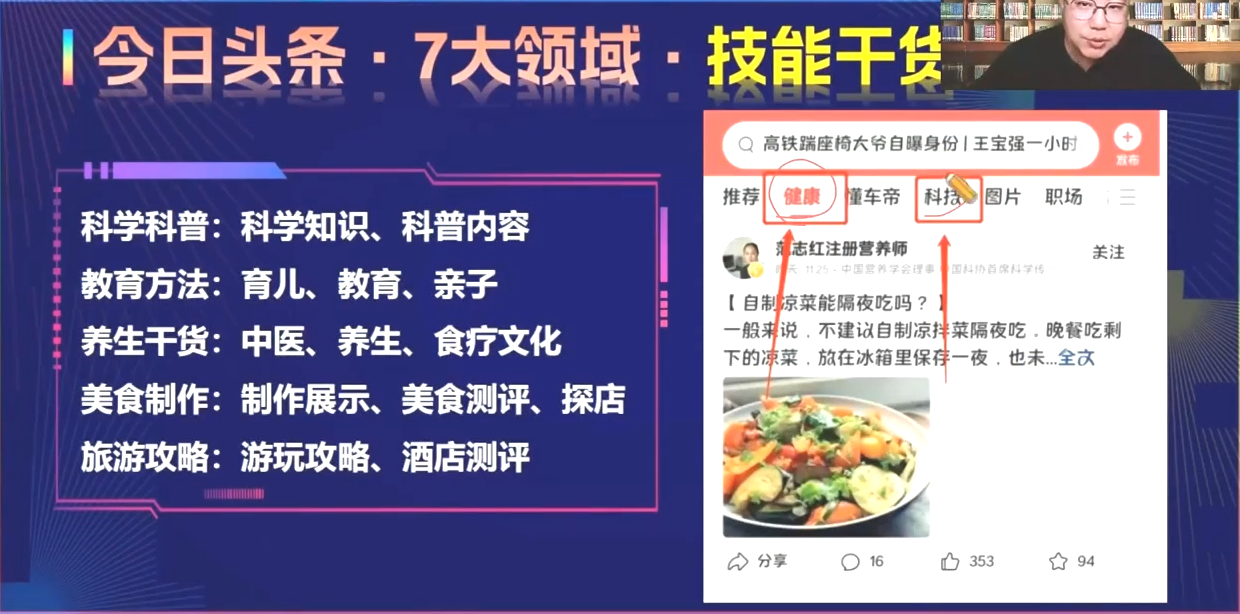 今日头条·7大领域·技能干货
科学科普：科学知识、科普内容
教育方法：育儿、教育、亲子
养生干货：中医、养生、食疗文化
美食制作：制作展示、美食测评、探店
旅游攻略：游玩攻略、酒店测评
高铁踹座椅大爷自曝身份 | 王宝强一小时
发布
推荐 健康 懂车帝 科技 图片 职场
范志红注册营养师
关注
昨天 11:25 · 中国营养学会理事 中国科协首席科学传
【 自制凉菜能隔夜吃吗？ 】
一般来说，不建议自制凉拌菜隔夜吃．晚餐吃剩
下的凉菜，放在冰箱里保存一夜，也未...全文
分享 16 353 94